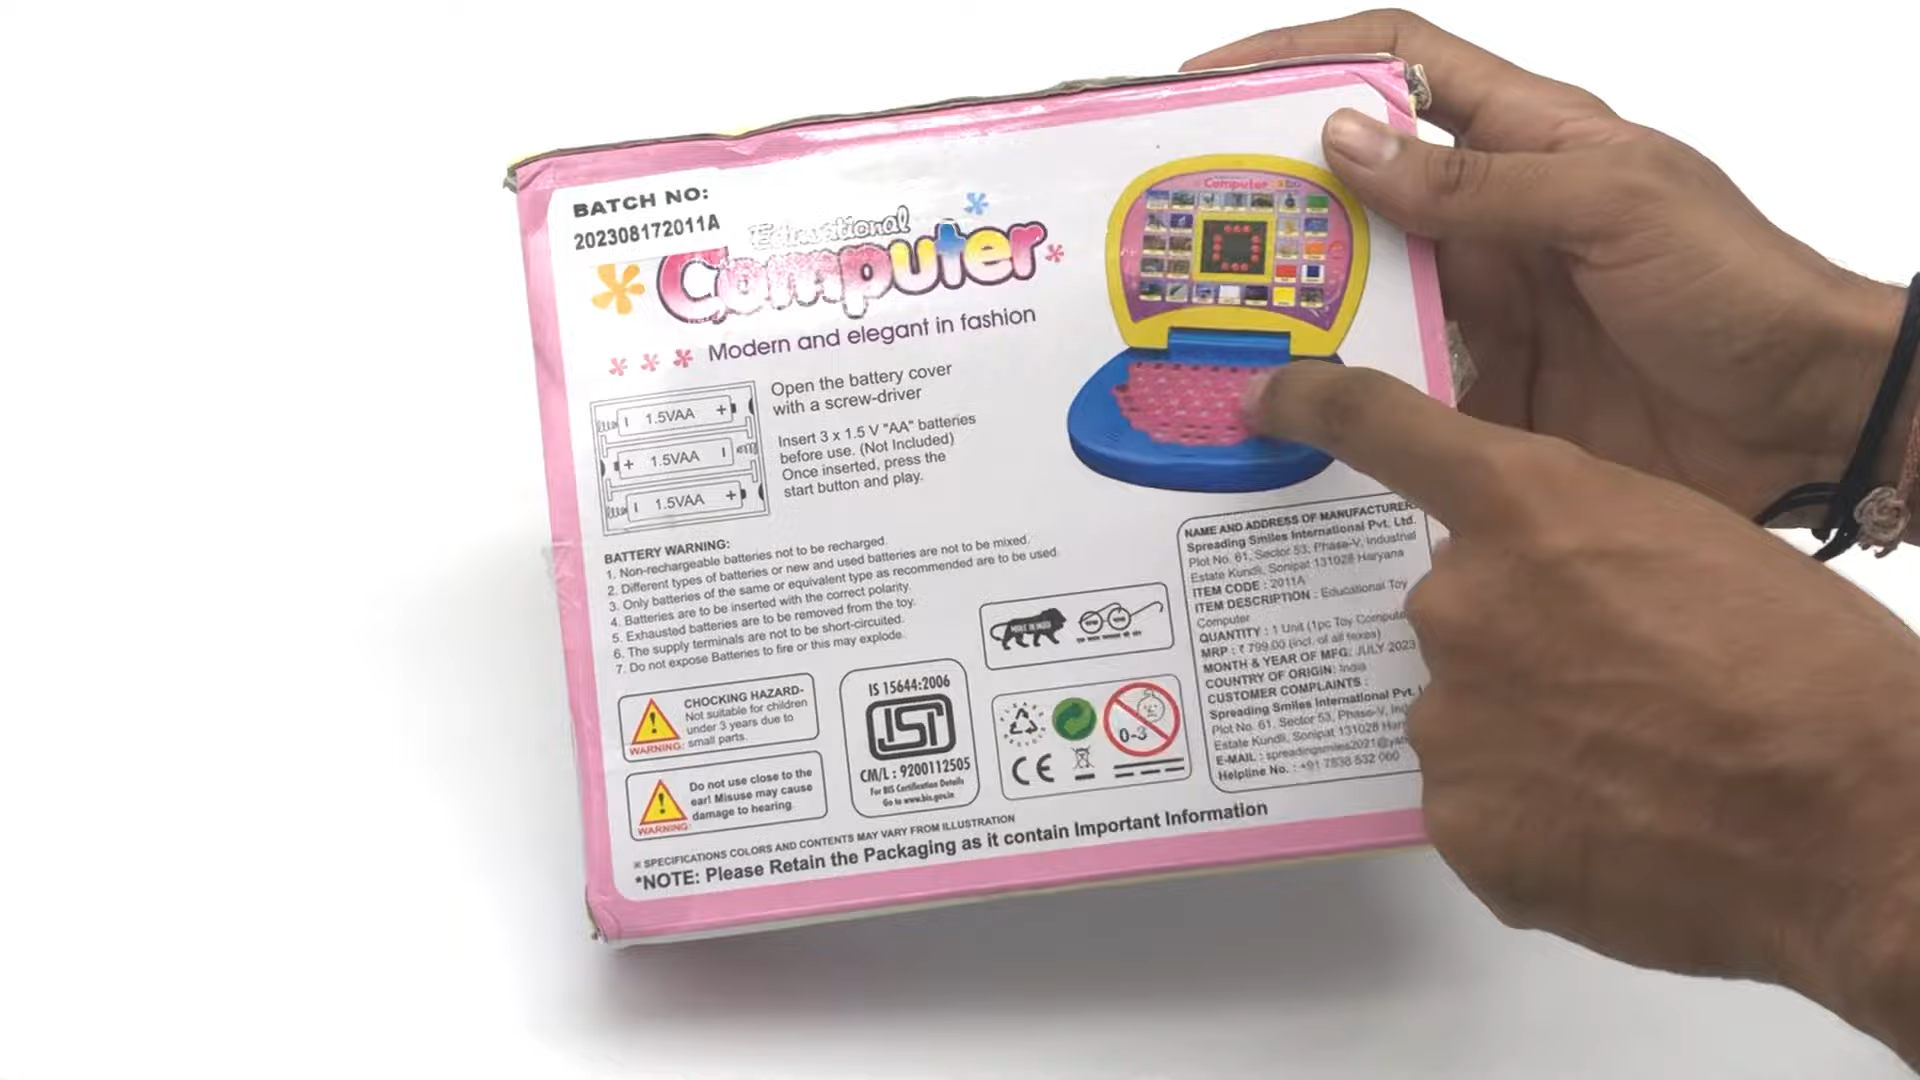 BATCH NO:
202308172011A
Educational
Computer
Modern and elegant in fashion
Computer
1.5VAA
1.5VAA
1.5VAA
Open the battery cover
with a screw-driver
Insert 3 x 1.5 V "AA" batteries
before use. (Not Included)
Once inserted, press the
start button and play.
BATTERY WARNING:
1. Non-rechargeable batteries not to be recharged.
2. Different types of batteries or new and used batteries are not to be mixed.
3. Only batteries of the same or equivalent type as recommended are to be used.
4. Batteries are to be inserted with the correct polarity.
5. Exhausted batteries are to be removed from the toy.
6. The supply terminals are not to be short-circuited.
7. Do not expose Batteries to fire or this may explode.
MAKE IN INDIA
CHOCKING HAZARD-
Not suitable for children
under 3 years due to
small parts.
WARNING:
Do not use close to the
ear! Misuse may cause
damage to hearing.
WARNING:
IS 15644:2006
ISI
CM/L : 9200112505
For BIS Certification Details
Go to www.bis.gov.in
0-3
CE
NAME AND ADDRESS OF MANUFACTURER
Spreading Smiles International Pvt. Ltd.
Plot No. 61, Sector 53, Phase-V, Industrial
Estate Kundli, Sonipat 131028 Haryana
ITEM CODE : 2011A
ITEM DESCRIPTION : Educational Toy
Computer
QUANTITY : 1 Unit (1pc Toy Compute
MRP : ₹ 799.00 (incl. of all taxes)
MONTH & YEAR OF MFG: JULY 2023
COUNTRY OF ORIGIN: India
CUSTOMER COMPLAINTS :
Spreading Smiles International Pvt.
Plot No. 61, Sector 53, Phase-V, Ind
Estate Kundli, Sonipat 131028 Har
E-MAIL : spreadingsmiles2021@ya
Helpline No. : +91 7838 532 060
※ SPECIFICATIONS COLORS AND CONTENTS MAY VARY FROM ILLUSTRATION
*NOTE: Please Retain the Packaging as it contain Important Information